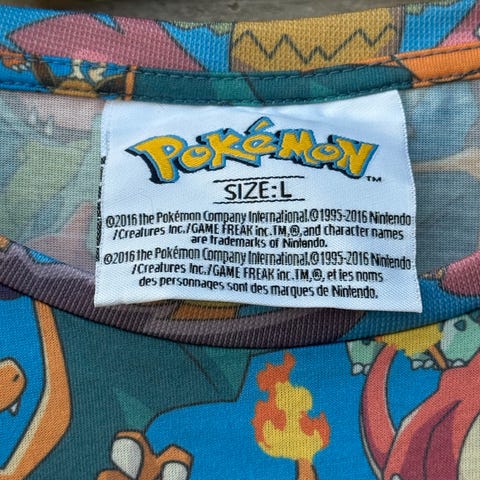 POKéMON™
SIZE:L
©2016 the Pokémon Company International.©1995-2016 Nintendo
/Creatures Inc./GAME FREAK inc.TM,®,and character names
are trademarks of Nintendo.
©2016 the Pokémon Company International.©1995-2016 Nintendo
/Creatures Inc./GAME FREAK inc.TM,®, et les noms
des personnages sont des marques de Nintendo.